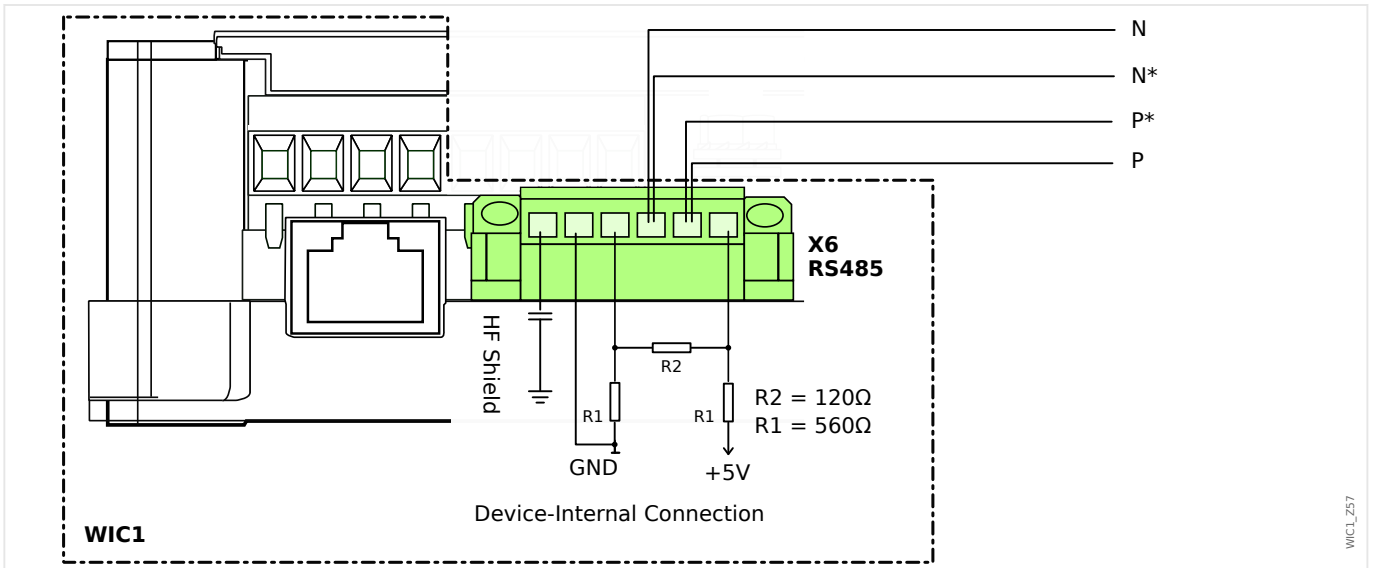 N
N*
P*
P
X6
RS485
HF Shield
R2
R1
R1
R2 = 120Ω
R1 = 560Ω
GND
+5V
Device-Internal Connection
WIC1
WIC1_Z57